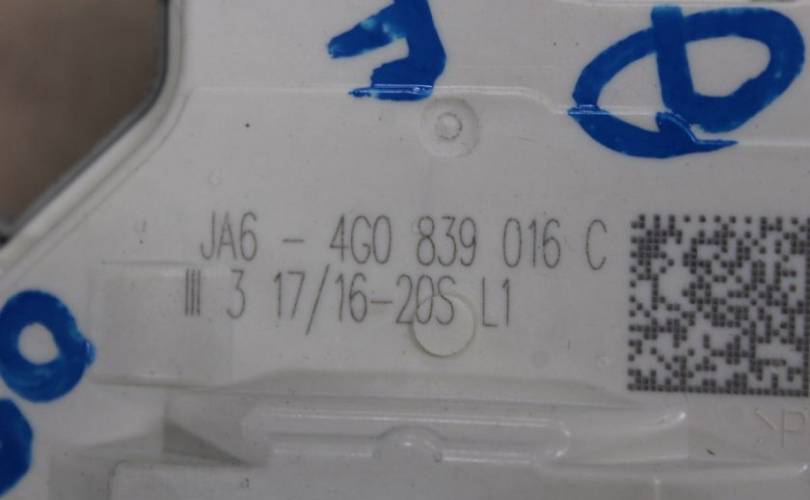 JA6 - 4G0 839 016 C
III 3 17/16-20S L1
>P